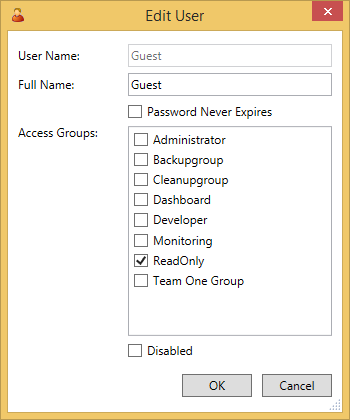 Edit User
User Name: Guest
Full Name: Guest
Password Never Expires
Access Groups:
Administrator
Backupgroup
Cleanupgroup
Dashboard
Developer
Monitoring
ReadOnly
Team One Group
Disabled
OK Cancel